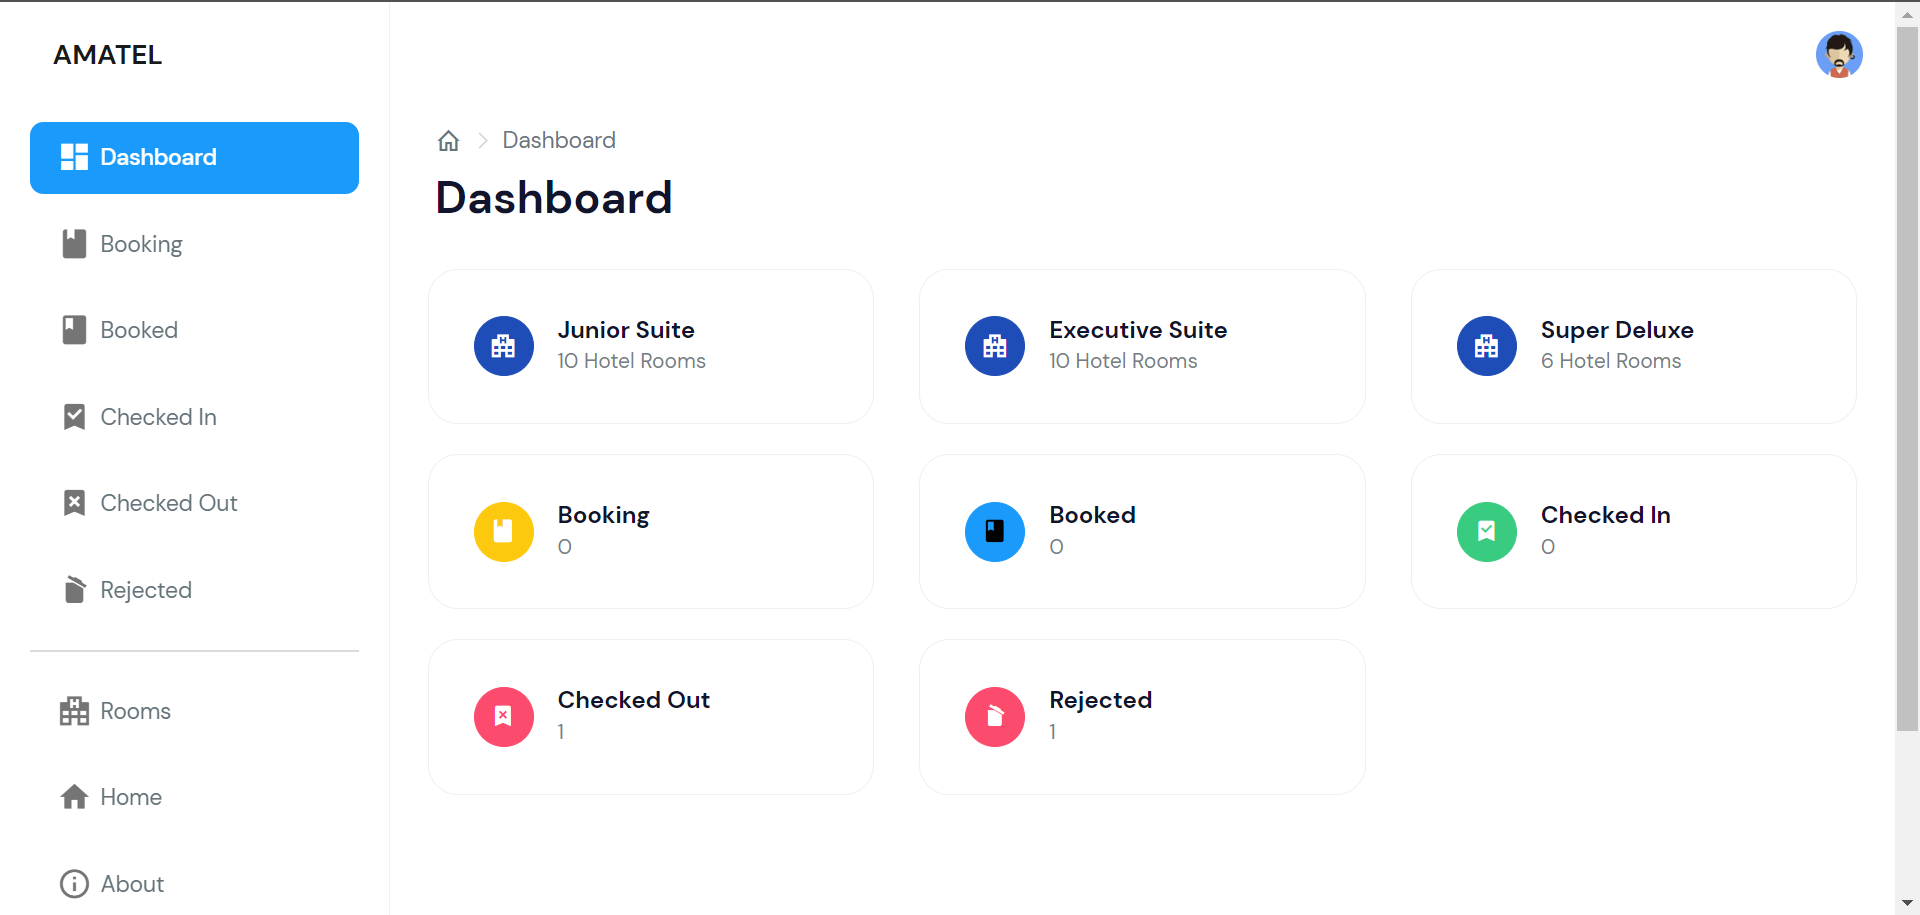 AMATEL
Dashboard
Booking
Booked
Checked In
Checked Out
Rejected
Rooms
Home
About
Dashboard
Dashboard
Junior Suite
10 Hotel Rooms
Executive Suite
10 Hotel Rooms
Super Deluxe
6 Hotel Rooms
Booking
0
Booked
0
Checked In
0
Checked Out
1
Rejected
1